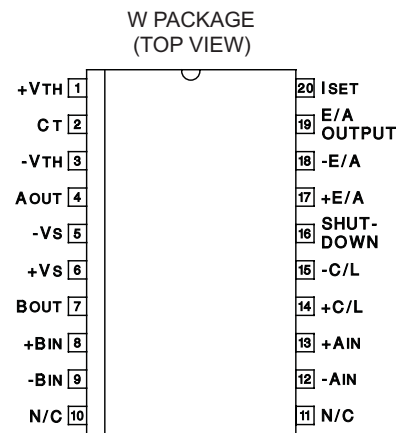 W PACKAGE
(TOP VIEW)
+VTH 1
CT 2
-VTH 3
AOUT 4
-VS 5
+VS 6
BOUT 7
+BIN 8
-BIN 9
N/C 10
20 ISET
19 E/A
OUTPUT
18 -E/A
17 +E/A
16 SHUT-
DOWN
15 -C/L
14 +C/L
13 +AIN
12 -AIN
11 N/C